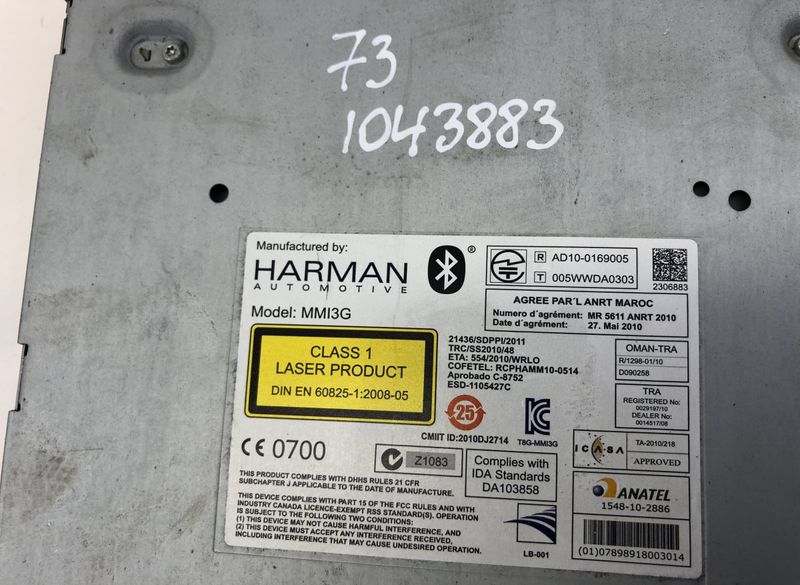 73
1043883
Manufactured by:
HARMAN
AUTOMOTIVE
Model: MMI3G
®
R AD10-0169005
T 005WWDA0303
2306883
AGREE PAR´L ANRT MAROC
Numero d´agrément: MR 5611 ANRT 2010
Date d´agrément: 27. Mai 2010
CLASS 1
LASER PRODUCT
DIN EN 60825-1:2008-05
21436/SDPPI/2011
TRC/SS2010/48
ETA: 554/2010/WRLO
COFETEL: RCPHAMM10-0514
Aprobado C-8752
ESD-1105427C
OMAN-TRA
R/1298-01/10
D090258
TRA
REGISTERED No:
0029197/10
DEALER No:
0014517/08
25
CMIIT ID:2010DJ2714
T8G-MMI3G
ICASA
TA-2010/218
APPROVED
CE 0700
Z1083
Complies with
IDA Standards
DA103858
ANATEL
1548-10-2886
(01)07898918003014
THIS PRODUCT COMPLIES WITH DHHS RULES 21 CFR
SUBCHAPTER J APPLICABLE TO THE DATE OF MANUFACTURE.
THIS DEVICE COMPLIES WITH PART 15 OF THE FCC RULES AND WITH
INDUSTRY CANADA LICENCE-EXEMPT RSS STANDARD(S). OPERATION
IS SUBJECT TO THE FOLLOWING TWO CONDITIONS:
(1) THIS DEVICE MAY NOT CAUSE HARMFUL INTERFERENCE, AND
(2) THIS DEVICE MUST ACCEPT ANY INTERFERENCE RECEIVED,
INCLUDING INTERFERENCE THAT MAY CAUSE UNDESIRED OPERATION
LB-001